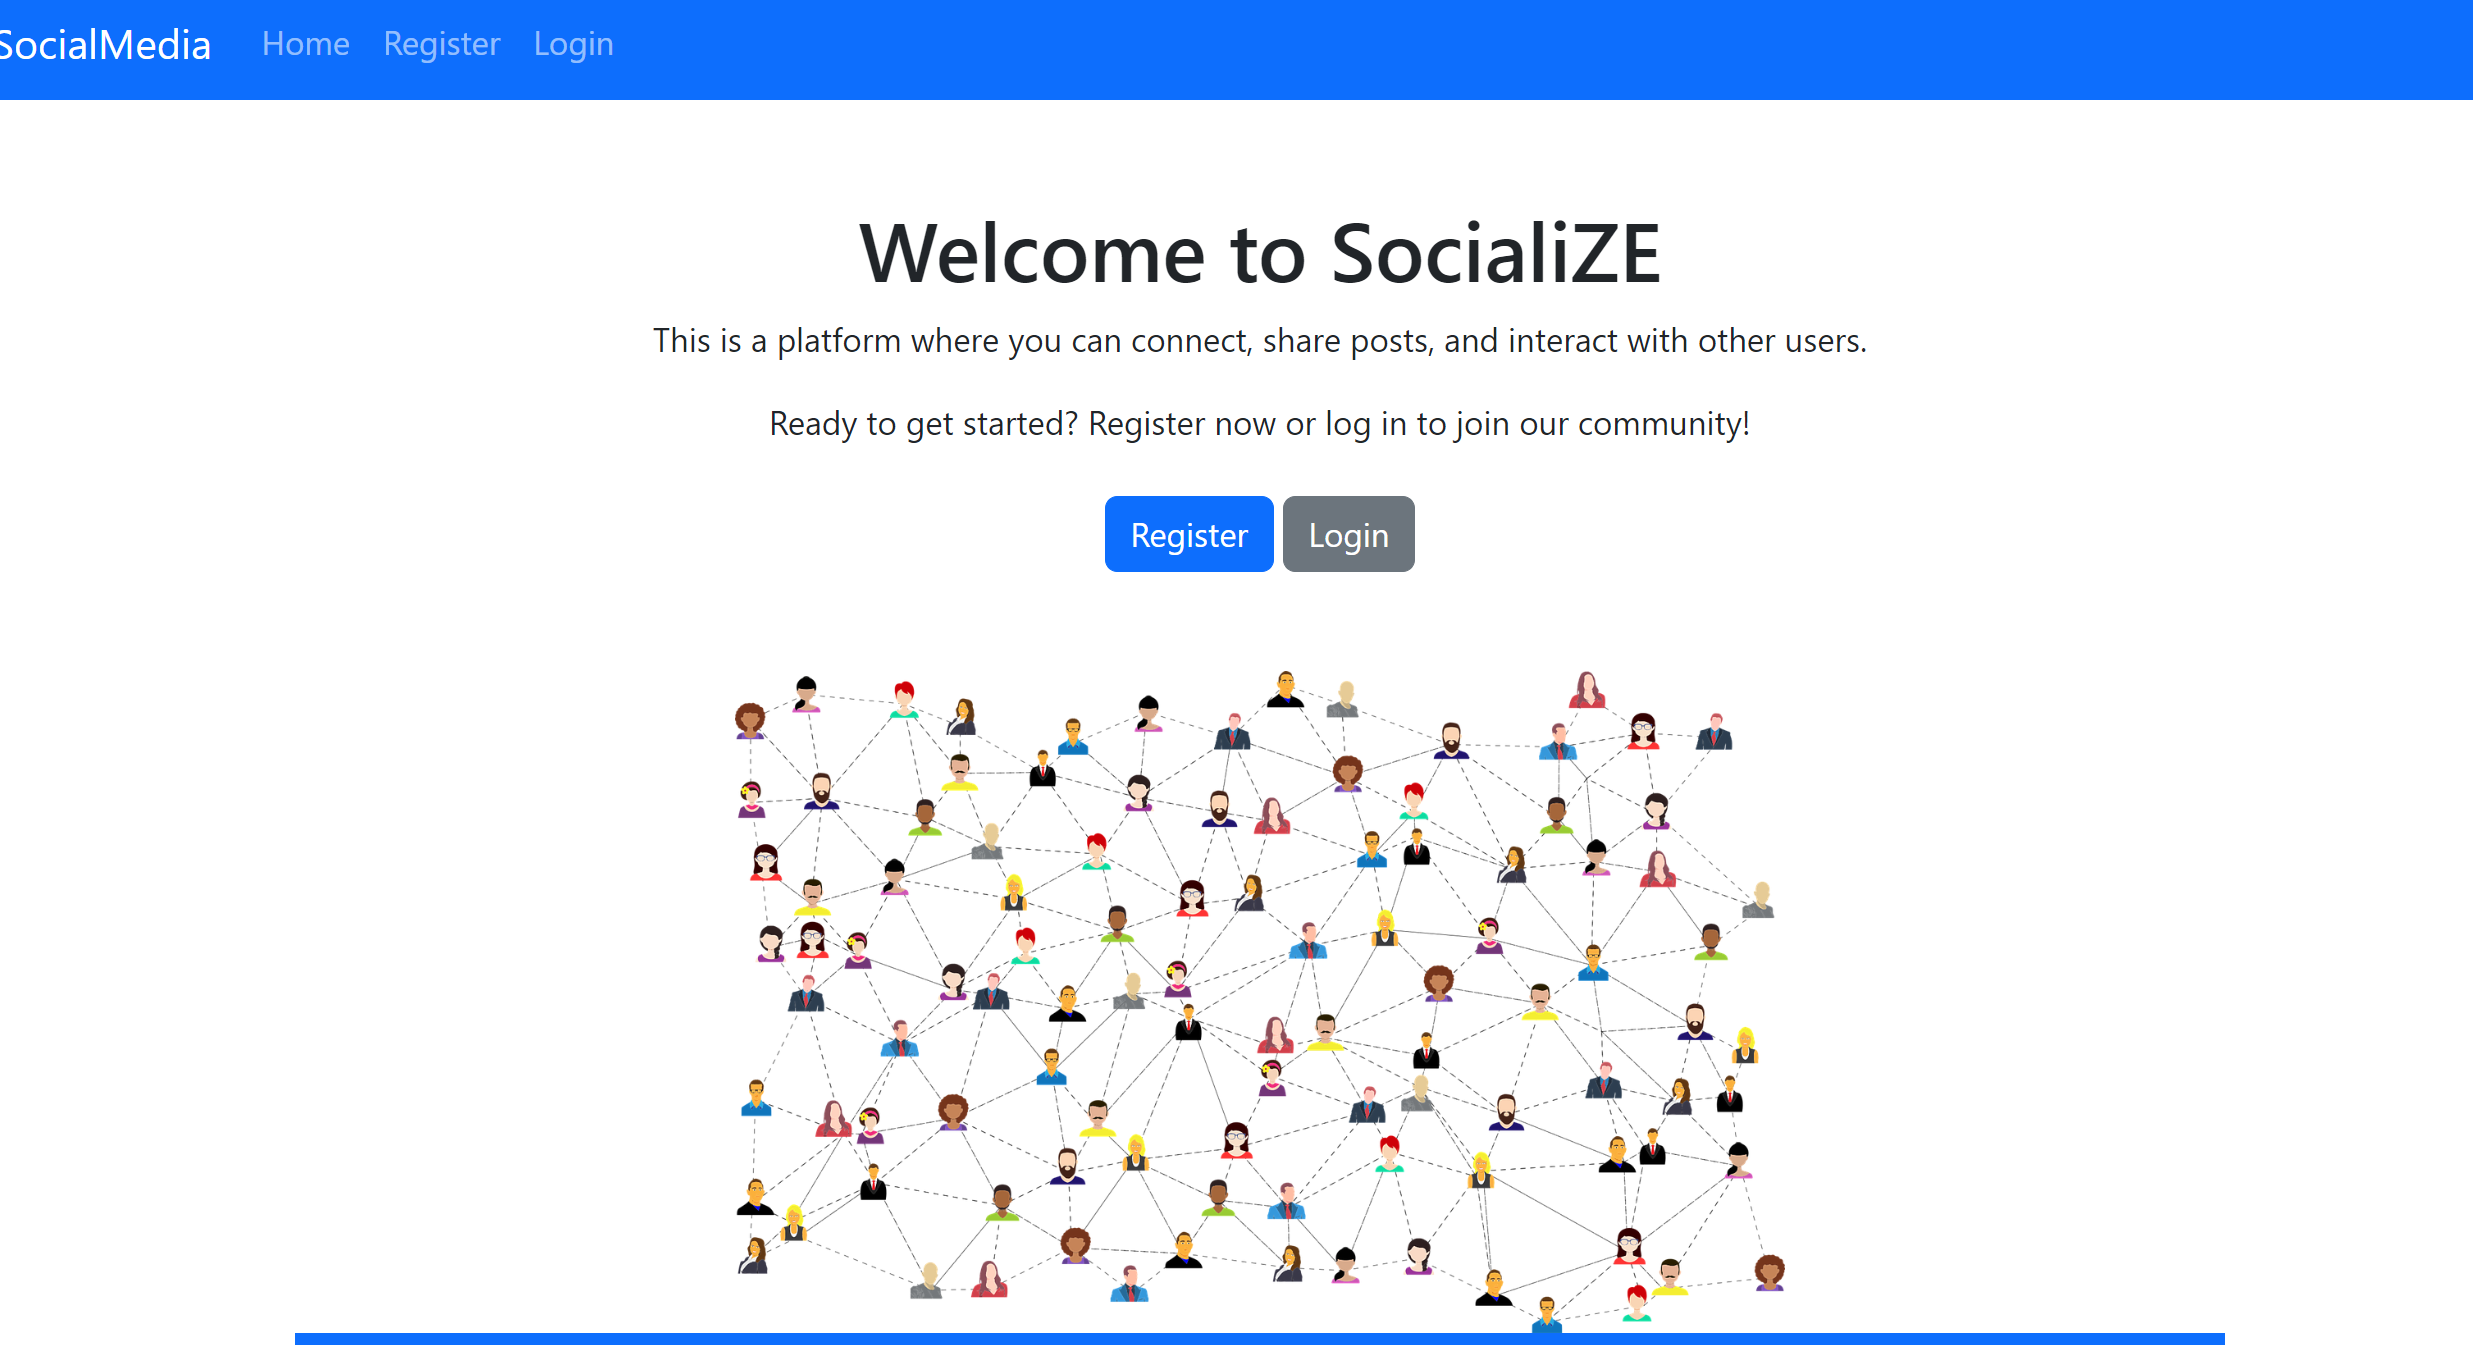 SocialMedia Home Register Login
Welcome to SocialiZE
This is a platform where you can connect, share posts, and interact with other users.
Ready to get started? Register now or log in to join our community!
Register Login